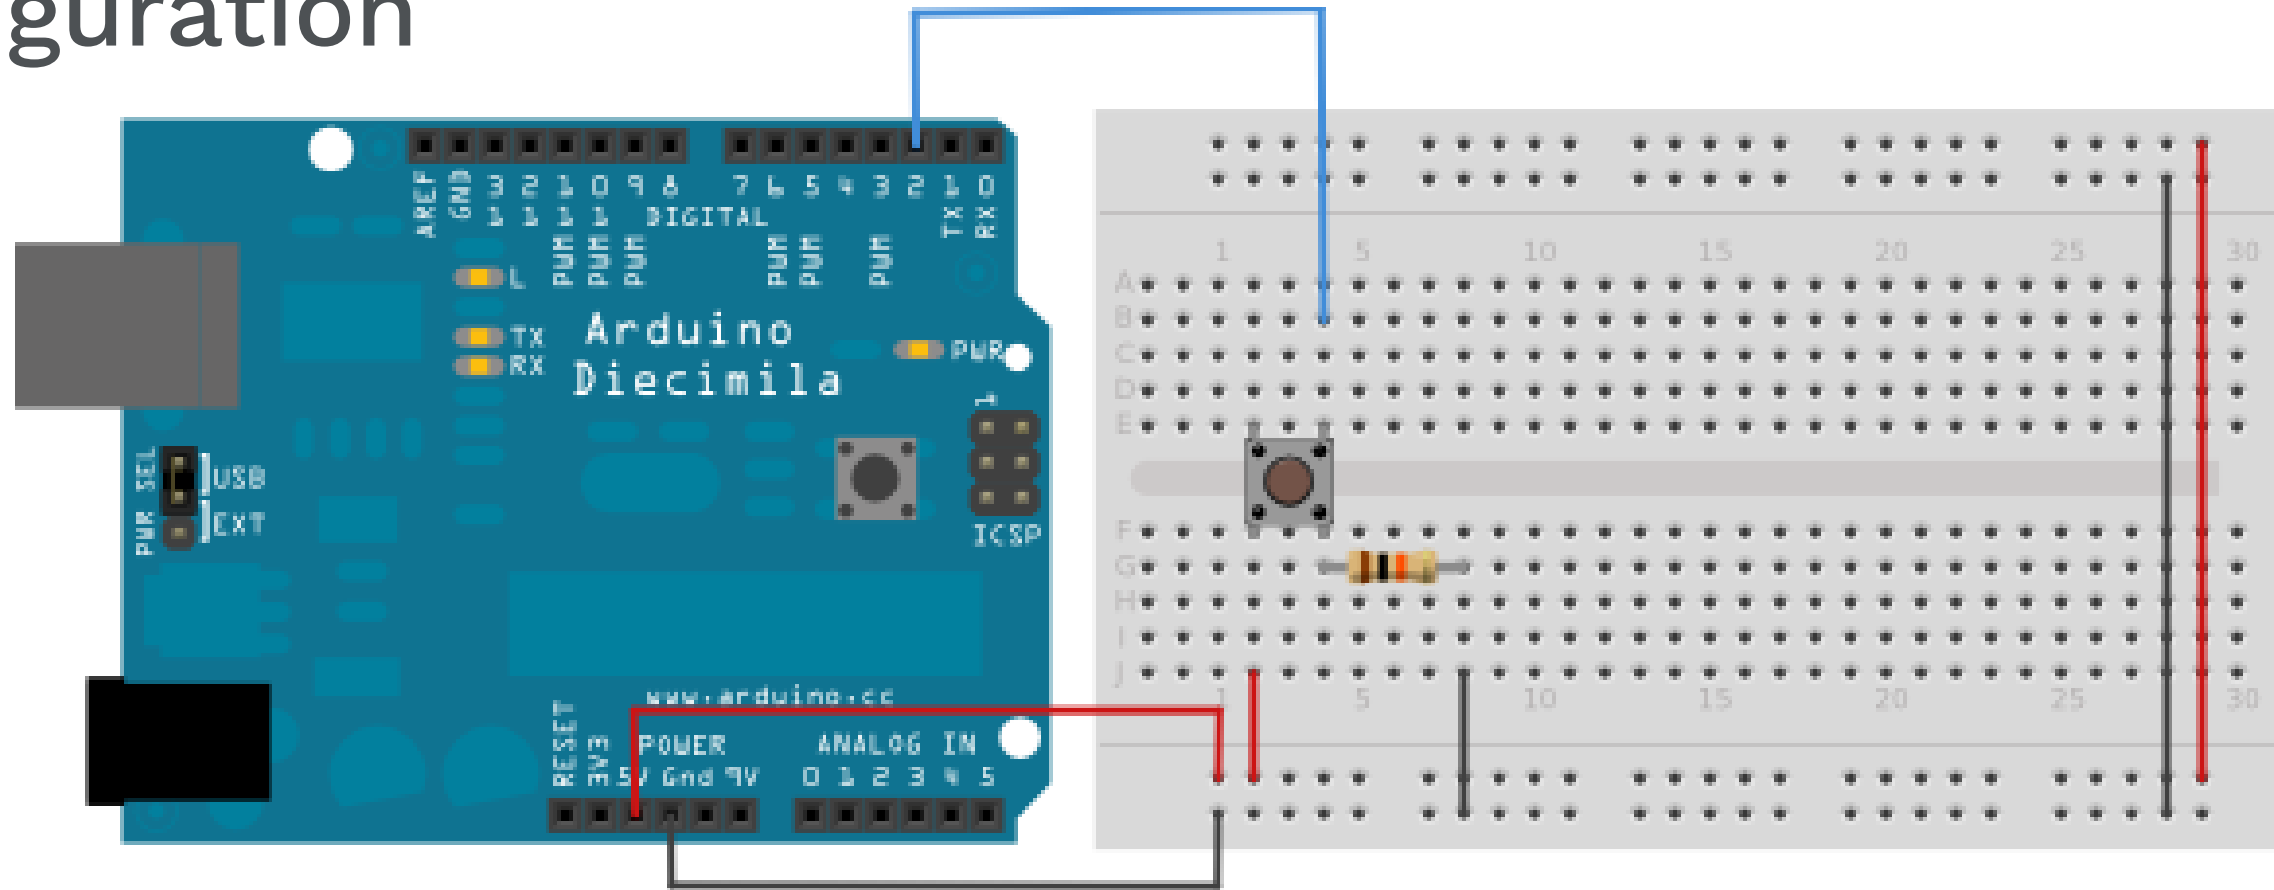 guration
AREF GND 13 12 11 10 9 8 7 6 5 4 3 2 1 0
DIGITAL
TX RX
PWM PWM PWM PWM PWM PWM
L
TX
RX
Arduino
Diecimila
PWR
1
ICSP
PWR SEL
USB
EXT
www.arduino.cc
POWER
ANALOG IN
RESET 3V3 5V Gnd 9V 0 1 2 3 4 5
1 5 10 15 20 25 30
A
B
C
D
E
F
G
H
I
J
1 5 10 15 20 25 30